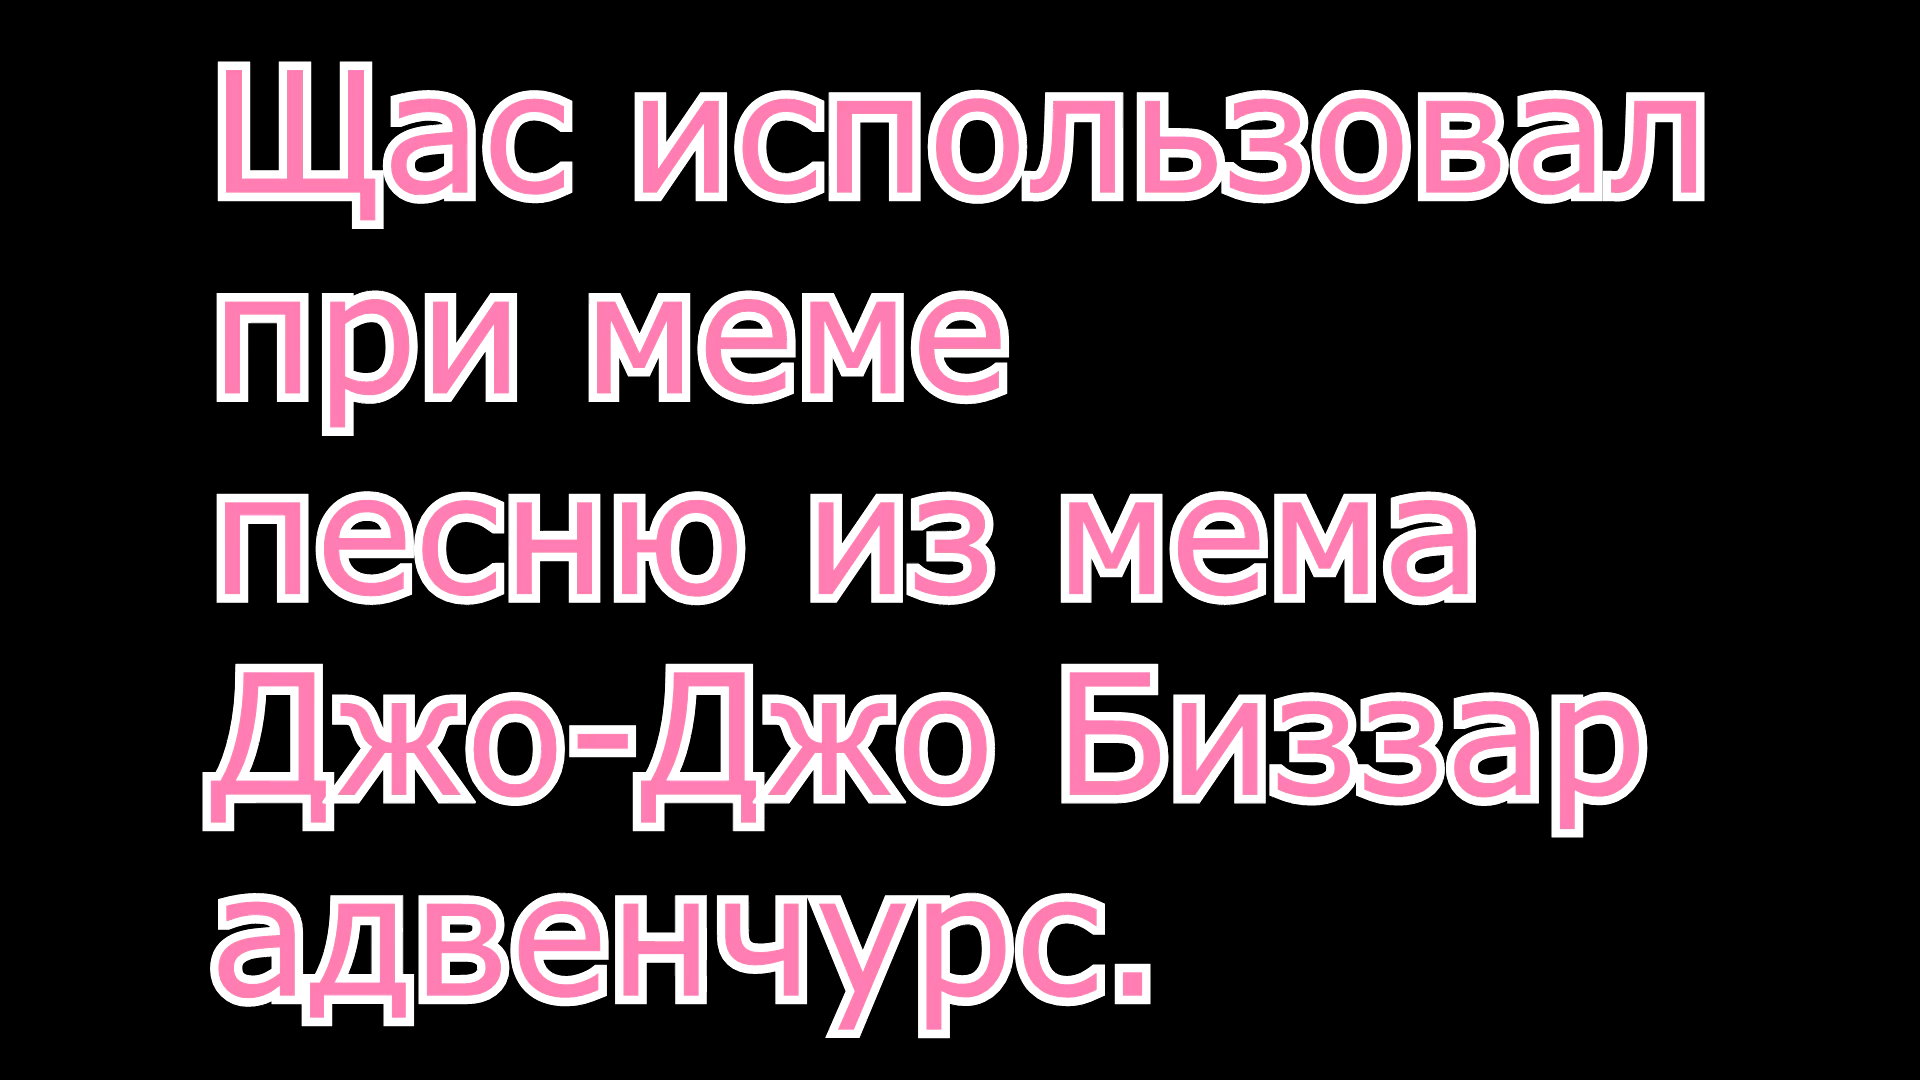 Щас использовал
при меме
песню из мема
Джо-Джо Биззар
адвенчурс.